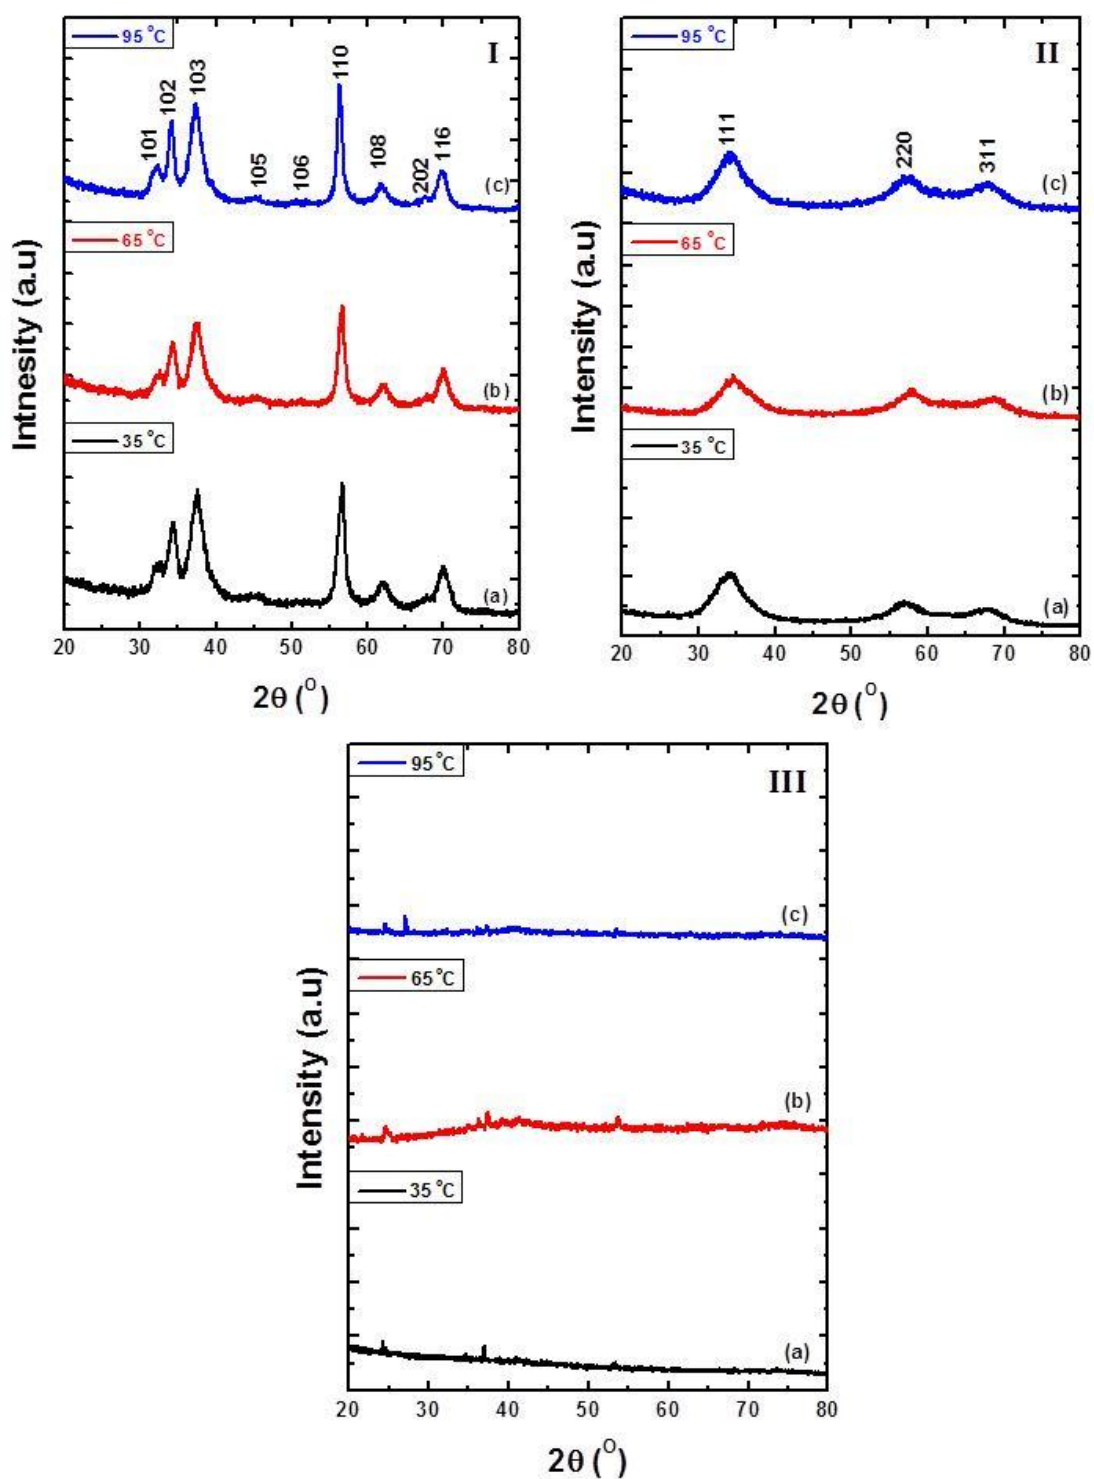 95 °C
I
101
102
103
105
106
110
108
202
116
(c)
65 °C
(b)
35 °C
(a)
Intnesity (a.u)
20 30 40 50 60 70 80
2θ (O)
95 °C
II
111
220
311
(c)
65 °C
(b)
35 °C
(a)
Intensity (a.u)
20 30 40 50 60 70 80
2θ (O)
95 °C
III
(c)
65 °C
(b)
35 °C
(a)
Intensity (a.u)
20 30 40 50 60 70 80
2θ (O)